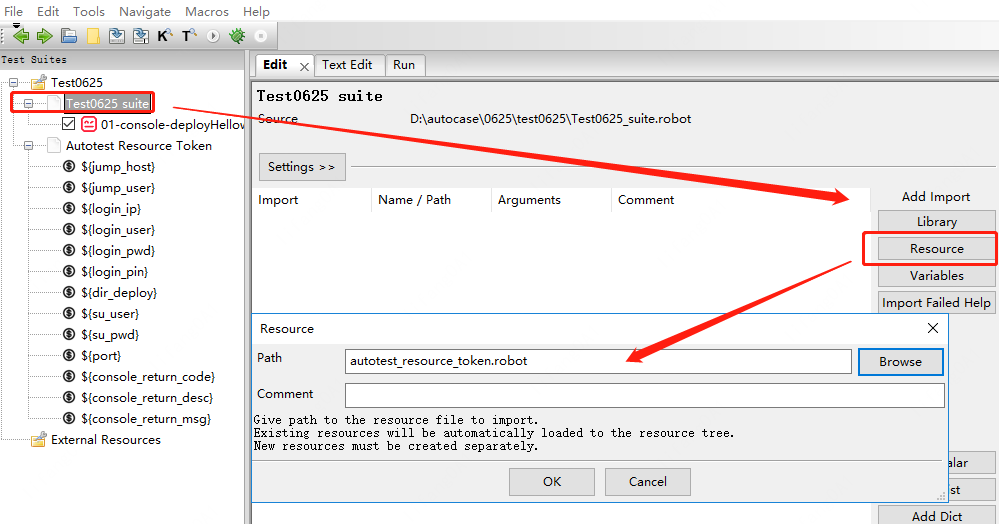 File Edit Tools Navigate Macros Help
K T
Test Suites
Test0625
Test0625 suite
01-console-deployHellow
Autotest Resource Token
${jump_host}
${jump_user}
${login_ip}
${login_user}
${login_pwd}
${login_pin}
${dir_deploy}
${su_user}
${su_pwd}
${port}
${console_return_code}
${console_return_desc}
${console_return_msg}
External Resources
Edit Text Edit Run
Test0625 suite
Source D:\autocase\0625\test0625\Test0625_suite.robot
Settings >>
Import Name / Path Arguments Comment
Add Import
Library
Resource
Variables
Import Failed Help
Resource
Path autotest_resource_token.robot Browse
Comment
Give path to the resource file to import.
Existing resources will be automatically loaded to the resource tree.
New resources must be created separately.
OK Cancel
alar
st
Add Dict